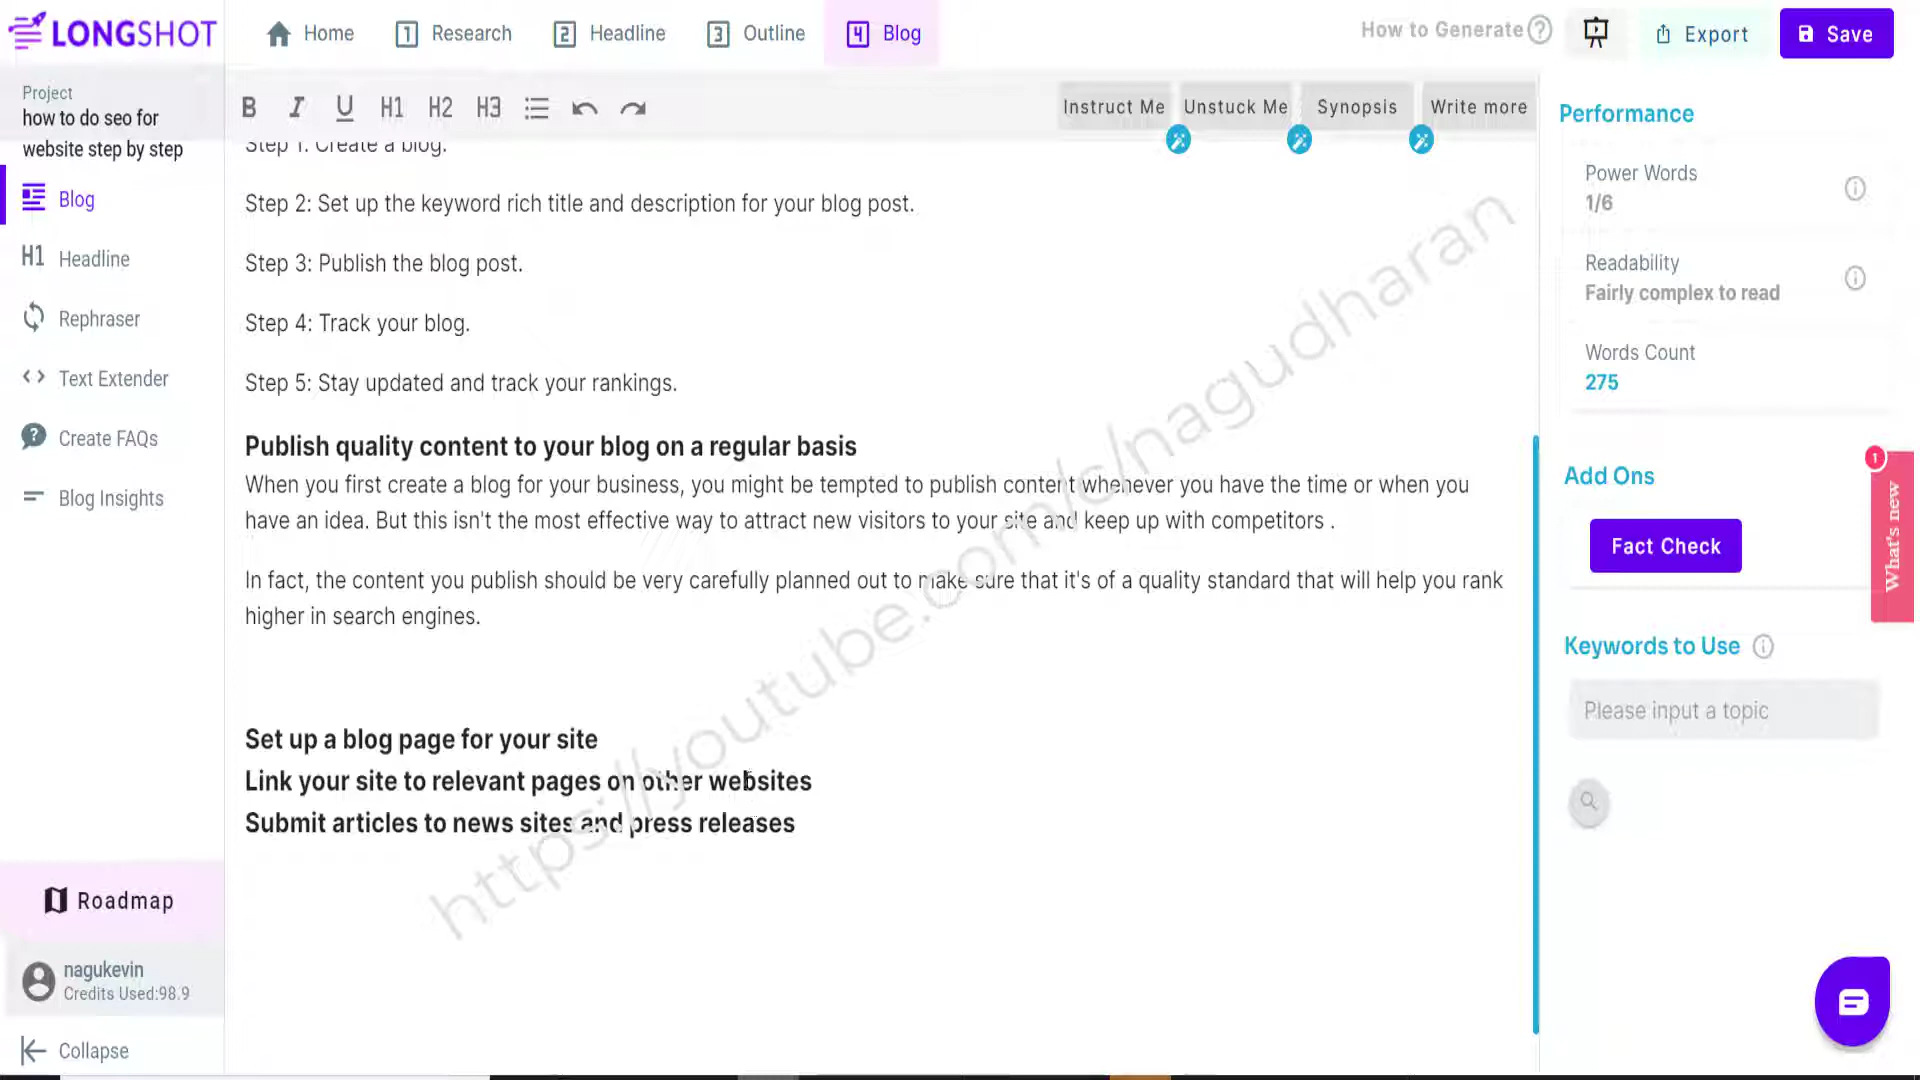 LONGSHOT
Home
1 Research
2 Headline
3 Outline
4 Blog
How to Generate ?
Export
Save
Project
how to do seo for
website step by step
Blog
H1 Headline
Rephraser
Text Extender
Create FAQs
Blog Insights
Roadmap
nagukevin
Credits Used:98.9
Collapse
B I U H1 H2 H3
Instruct Me
Unstuck Me
Synopsis
Write more
Step 1: Create a blog.
Step 2: Set up the keyword rich title and description for your blog post.
Step 3: Publish the blog post.
Step 4: Track your blog.
Step 5: Stay updated and track your rankings.
Publish quality content to your blog on a regular basis
When you first create a blog for your business, you might be tempted to publish content whenever you have the time or when you
have an idea. But this isn't the most effective way to attract new visitors to your site and keep up with competitors .
In fact, the content you publish should be very carefully planned out to make sure that it's of a quality standard that will help you rank
higher in search engines.
Set up a blog page for your site
Link your site to relevant pages on other websites
Submit articles to news sites and press releases
https://youtube.com/c/nagudharan
Performance
Power Words
1/6
Readability
Fairly complex to read
Words Count
275
Add Ons
Fact Check
1
What's new
Keywords to Use
Please input a topic